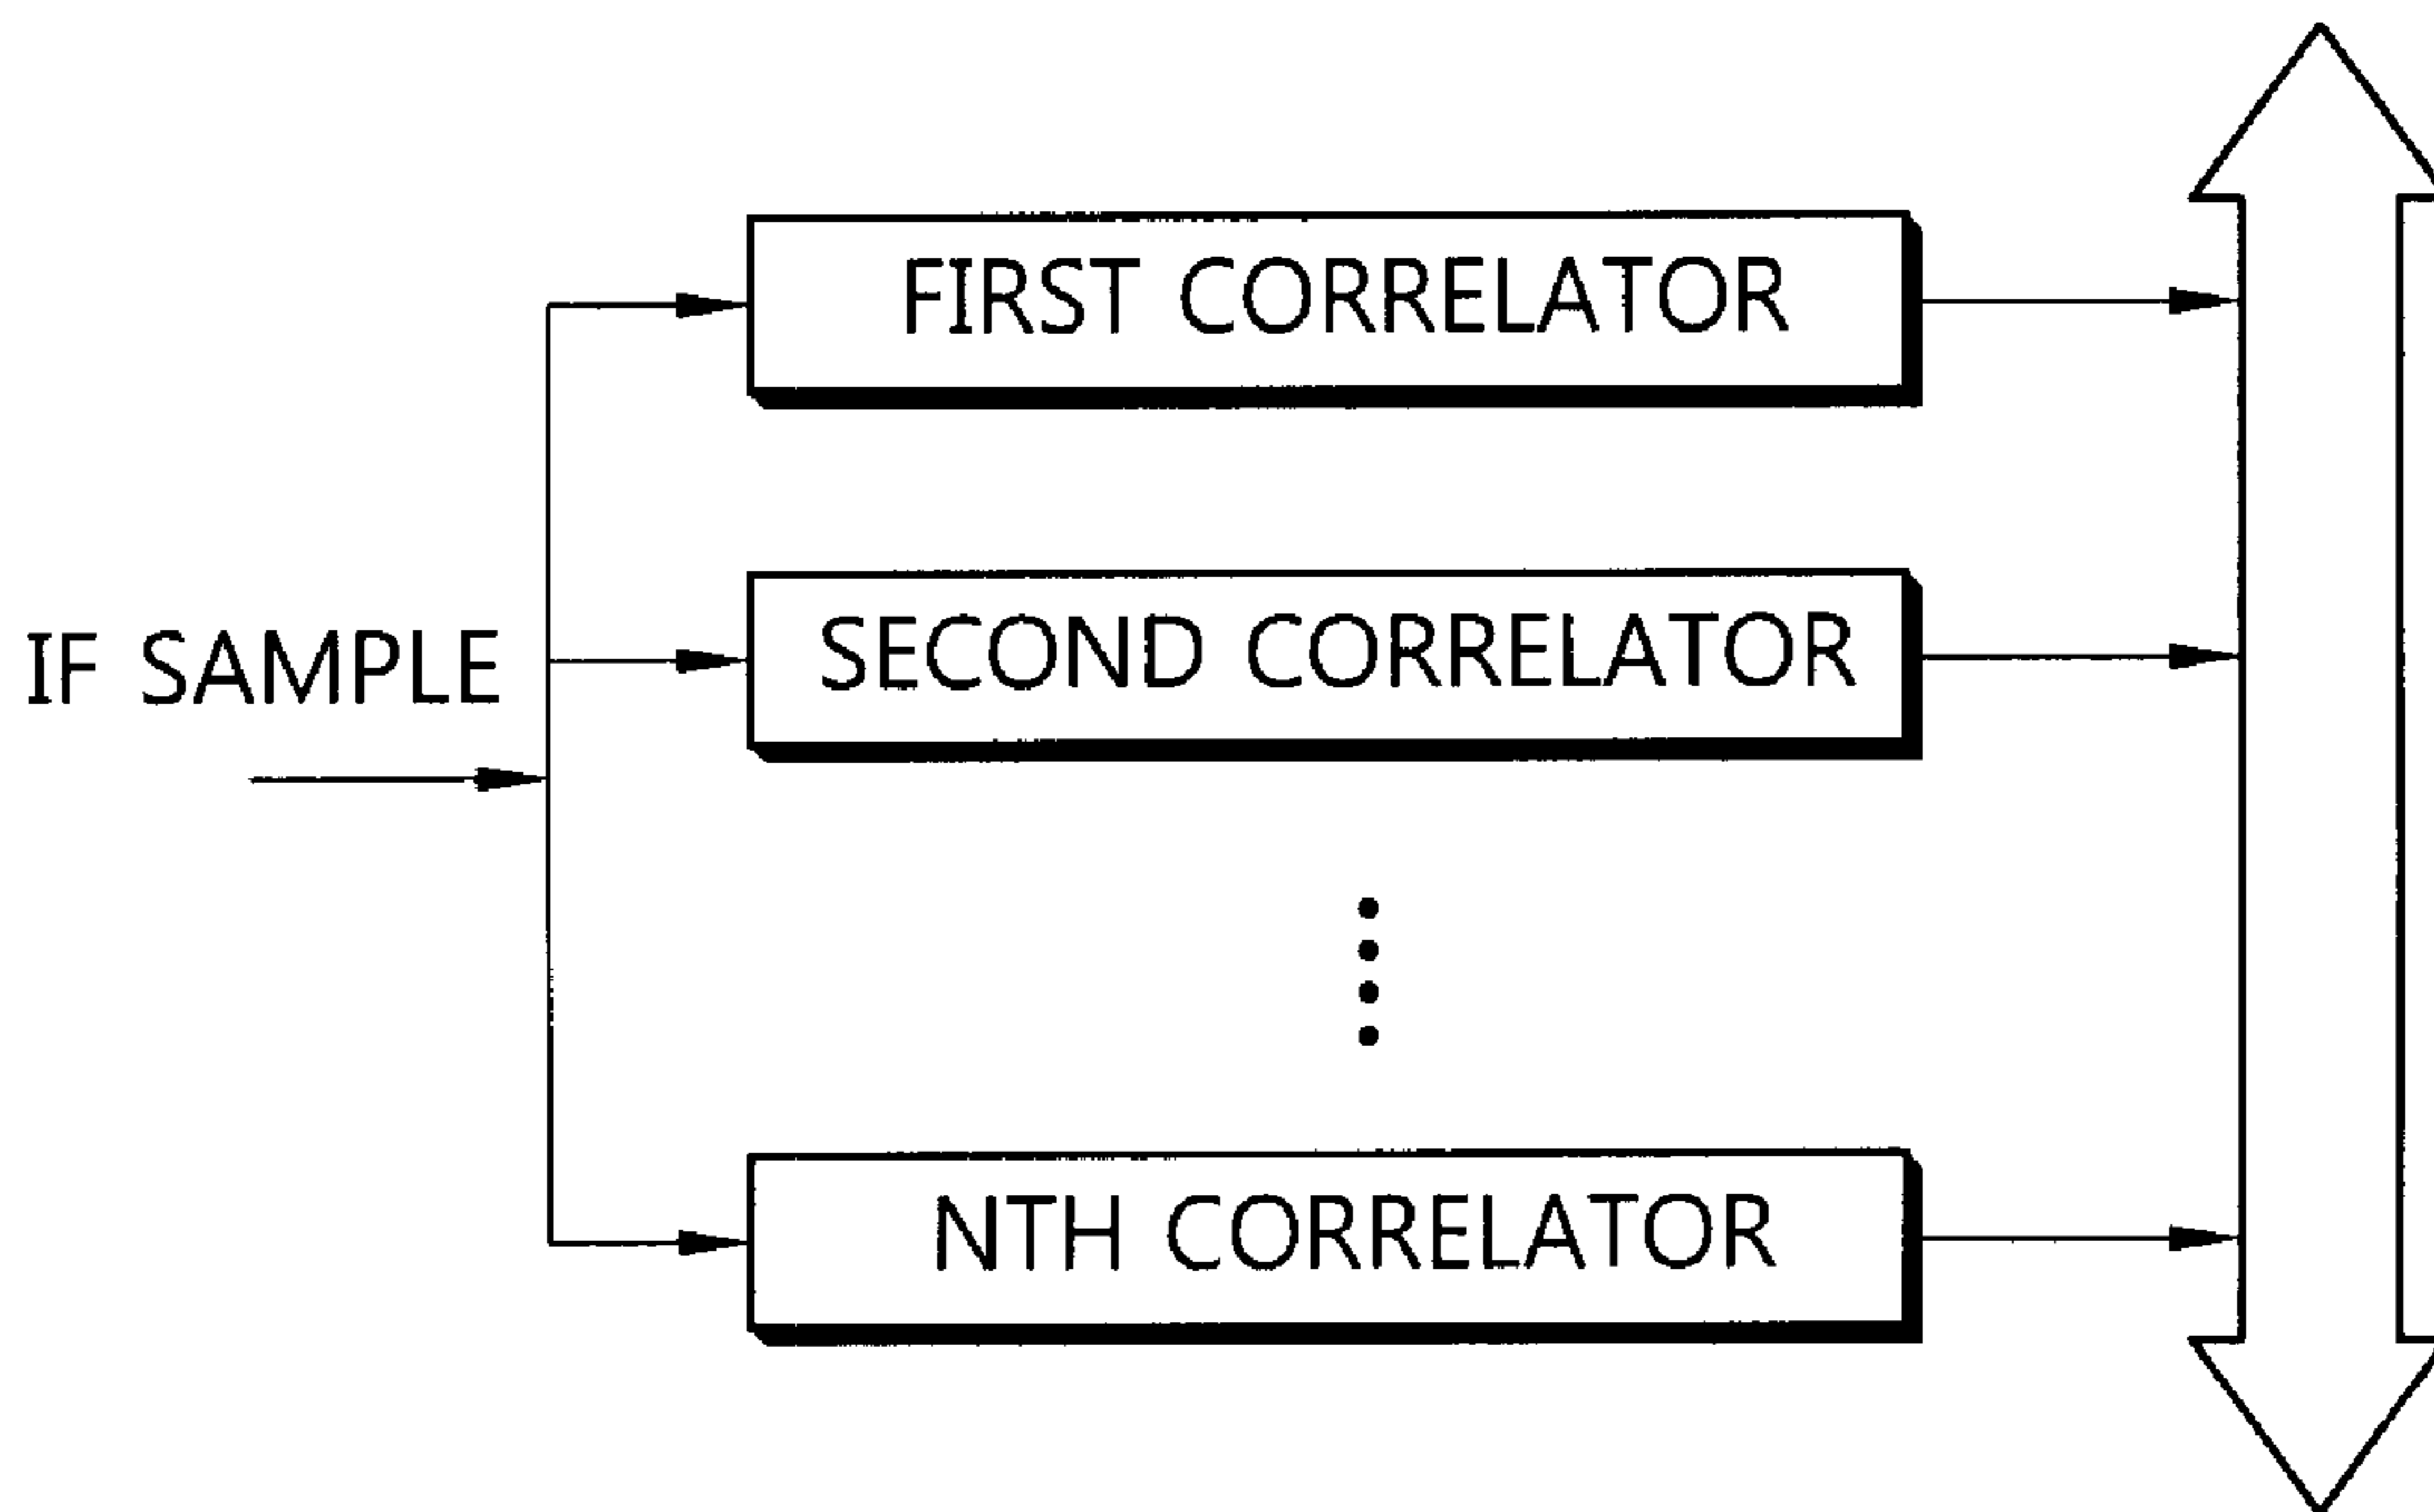 FIRST CORRELATOR
IF SAMPLE
SECOND CORRELATOR
NTH CORRELATOR